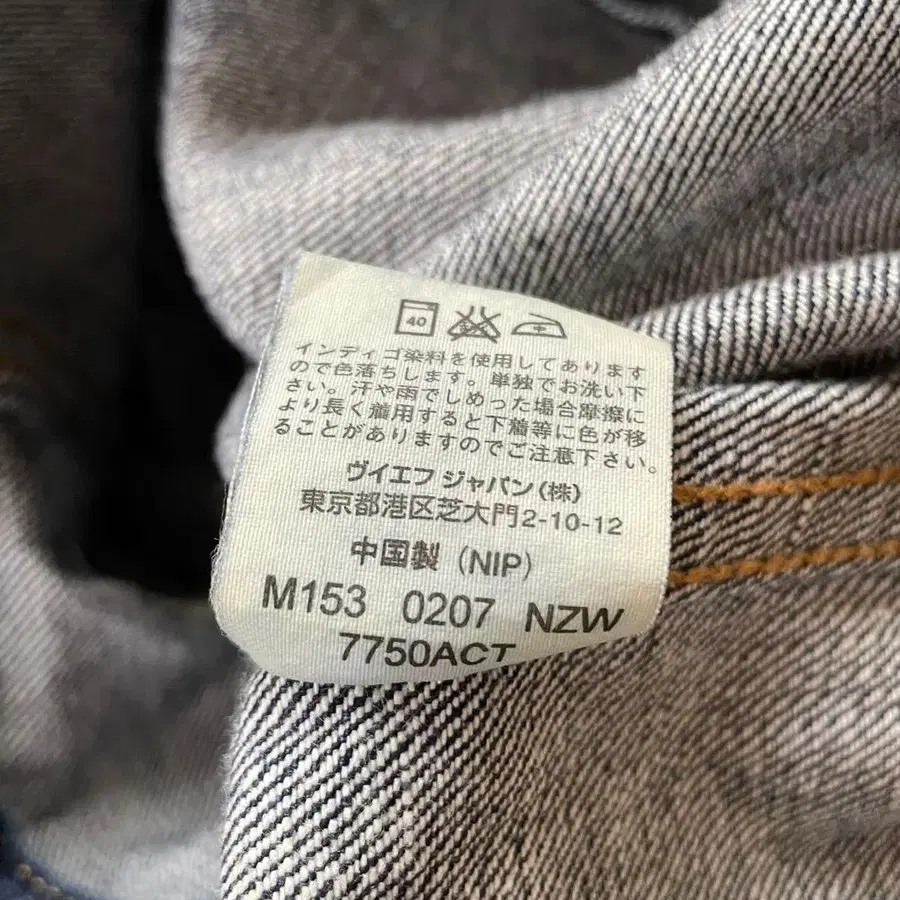 40
インディゴ染料を使用してあります
ので色落ちします。単独でお洗い下
さい。汗や雨でしめった場合摩擦に
より長く着用すると下着等に色が移
ることがありますのでご注意下さい。
ヴイエフ ジャパン(株)
東京都港区芝大門2-10-12
中国製(NIP)
M153 0207 NZW
7750ACT